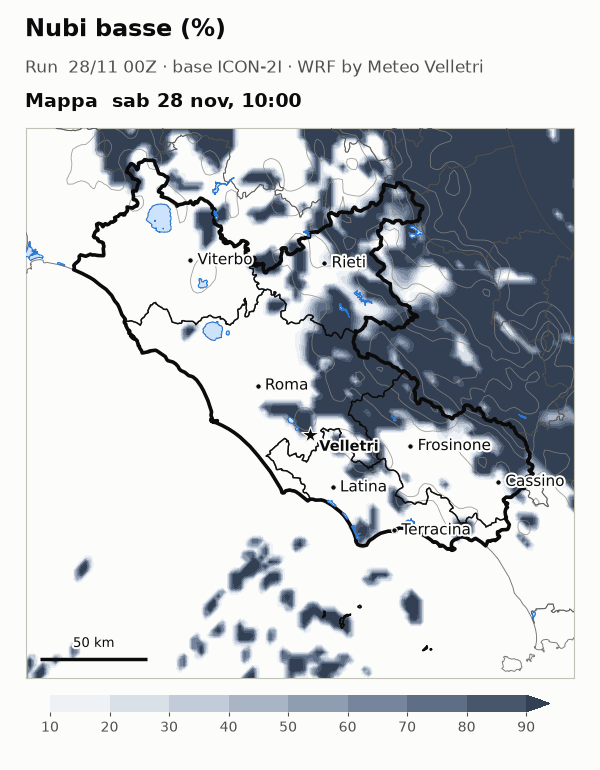 Nubi basse (%)
Run  28/11 00Z · base ICON-2I · WRF by Meteo Velletri
Mappa  sab 28 nov, 10:00
Viterbo
Rieti
Roma
Velletri
Frosinone
Cassino
Latina
Terracina
50 km
10 20 30 40 50 60 70 80 90